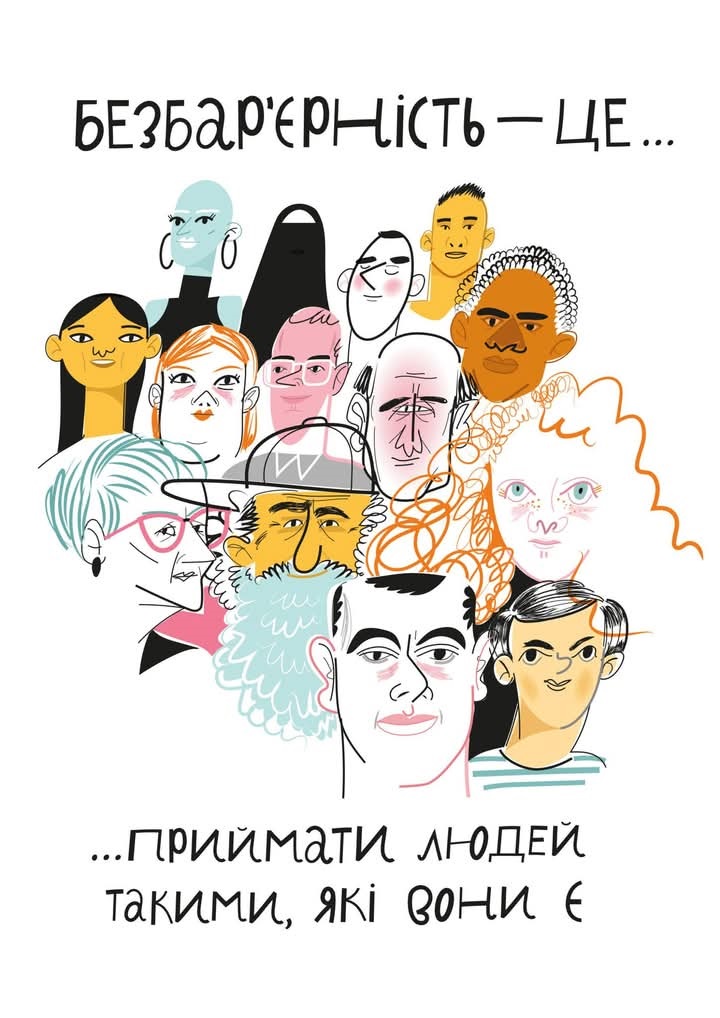 Безбар'єрність — це...
W
...приймати людей
такими, які вони є